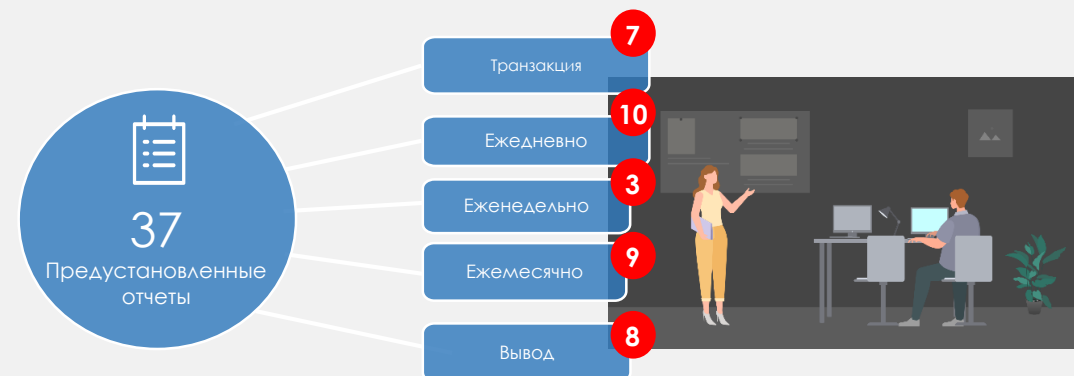 37
Предустановленные
отчеты
7
Транзакция
10
Ежедневно
3
Еженедельно
9
Ежемесячно
8
Вывод